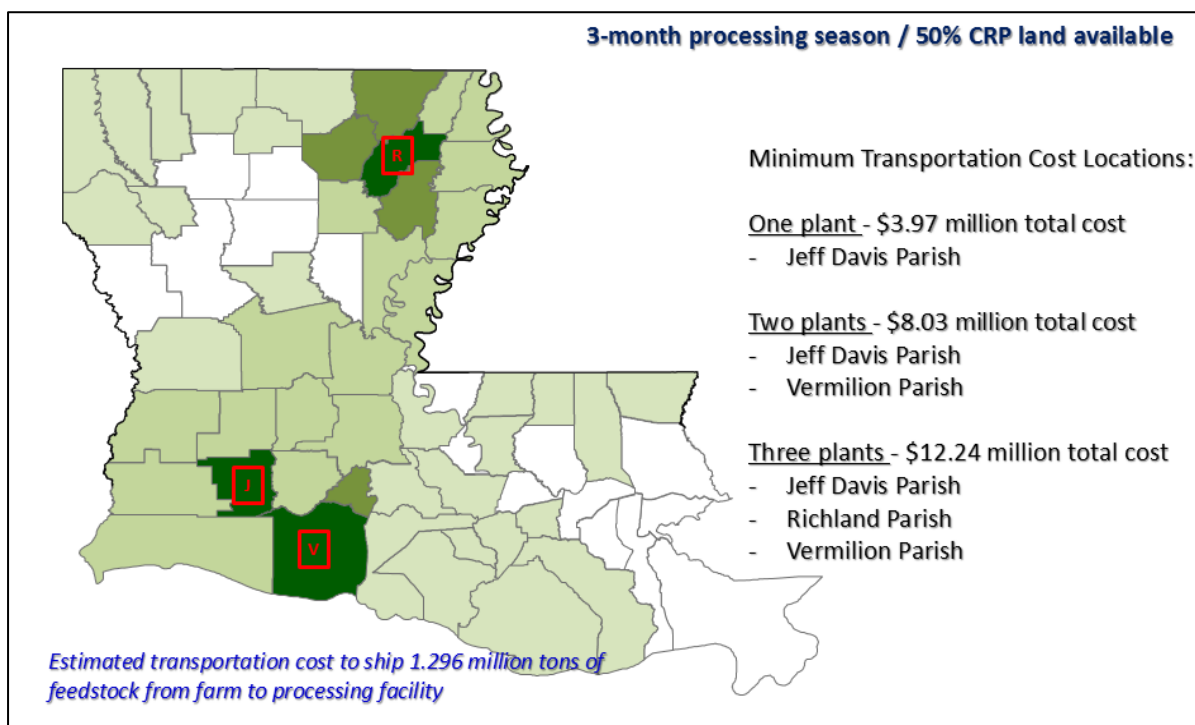 3-month processing season / 50% CRP land available
R
J
V
Minimum Transportation Cost Locations:
One plant - $3.97 million total cost
- Jeff Davis Parish
Two plants - $8.03 million total cost
- Jeff Davis Parish
- Vermilion Parish
Three plants - $12.24 million total cost
- Jeff Davis Parish
- Richland Parish
- Vermilion Parish
Estimated transportation cost to ship 1.296 million tons of
feedstock from farm to processing facility